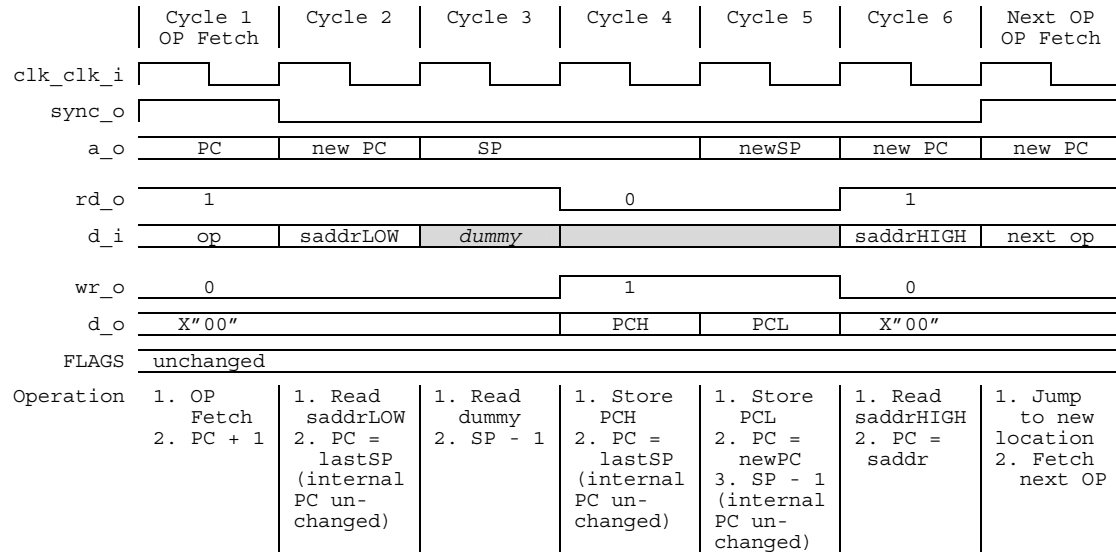 Cycle 1 Cycle 2 Cycle 3 Cycle 4 Cycle 5 Cycle 6 Next OP
OP Fetch OP Fetch
clk_clk_i
sync_o
a_o PC new PC SP newSP new PC new PC
rd_o 1 0 1
d_i op saddrLOW dummy saddrHIGH next op
wr_o 0 1 0
d_o X"00" PCH PCL X"00"
FLAGS unchanged
Operation 1. OP 1. Read 1. Read 1. Store 1. Store 1. Read 1. Jump
Fetch saddrLOW dummy PCH PCL saddrHIGH to new
2. PC + 1 2. PC = 2. SP - 1 2. PC = 2. PC = 2. PC = location
lastSP lastSP newPC saddr 2. Fetch
(internal (internal 3. SP - 1 next OP
PC un- PC un- (internal
changed) changed) PC un-
changed)